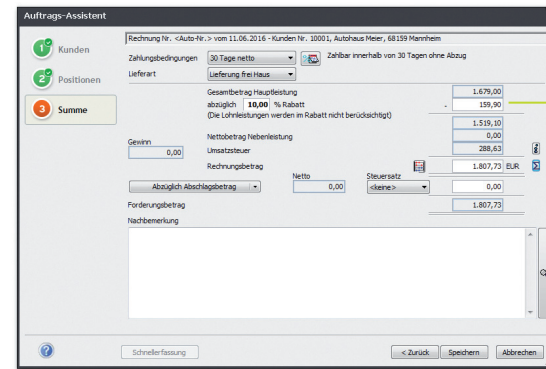 Auftrags-Assistent
Rechnung Nr. <Auto-Nr.> vom 11.06.2016 - Kunden Nr. 10001, Autohaus Meier, 68159 Mannheim
1 Kunden
2 Positionen
3 Summe
Zahlungsbedingungen 30 Tage netto Zahlbar innerhalb von 30 Tagen ohne Abzug
Lieferart Lieferung frei Haus
Gesamtbetrag Hauptleistung 1.679,00
abzüglich 10,00 % Rabatt - 159,90
(Die Lohnleistungen werden im Rabatt nicht berücksichtigt)
1.519,10
Nettobetrag Nebenleistung 0,00
Gewinn
0,00 Umsatzsteuer 288,63
Rechnungsbetrag 1.807,73 EUR
Netto Steuersatz
Abzüglich Abschlagsbetrag 0,00 <keine> 0,00
Forderungsbetrag 1.807,73
Nachbemerkung
Schnellerfassung < Zurück Speichern Abbrechen